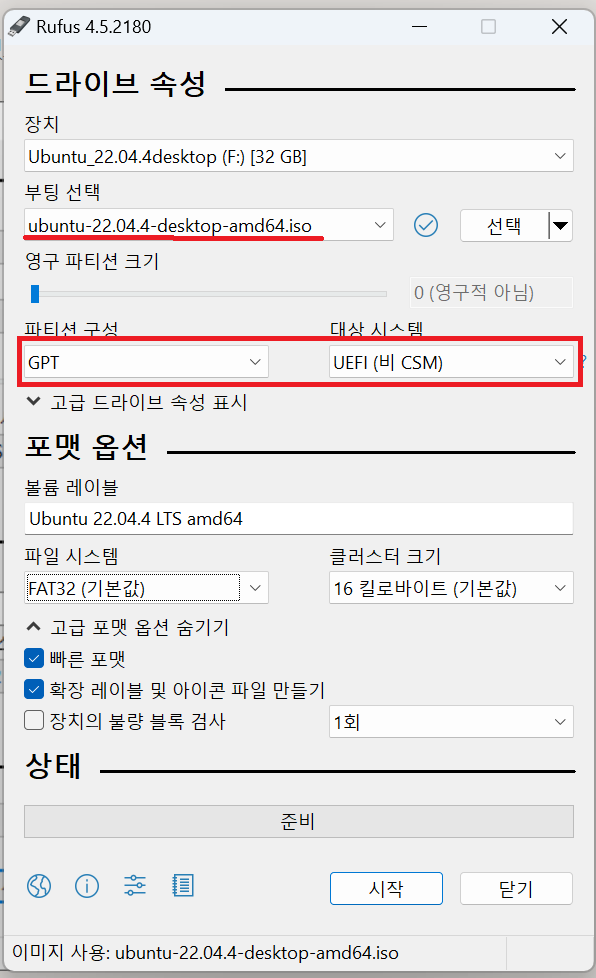 Rufus 4.5.2180
드라이브 속성
장치
Ubuntu_22.04.4desktop (F:) [32 GB]
부팅 선택
ubuntu-22.04.4-desktop-amd64.iso
선택
영구 파티션 크기
0 (영구적 아님)
파티션 구성 대상 시스템
GPT UEFI (비 CSM) ?
고급 드라이브 속성 표시
포맷 옵션
볼륨 레이블
Ubuntu 22.04.4 LTS amd64
파일 시스템 클러스터 크기
FAT32 (기본값) 16 킬로바이트 (기본값)
고급 포맷 옵션 숨기기
빠른 포맷
확장 레이블 및 아이콘 파일 만들기
장치의 불량 블록 검사 1회
상태
준비
시작 닫기
이미지 사용: ubuntu-22.04.4-desktop-amd64.iso